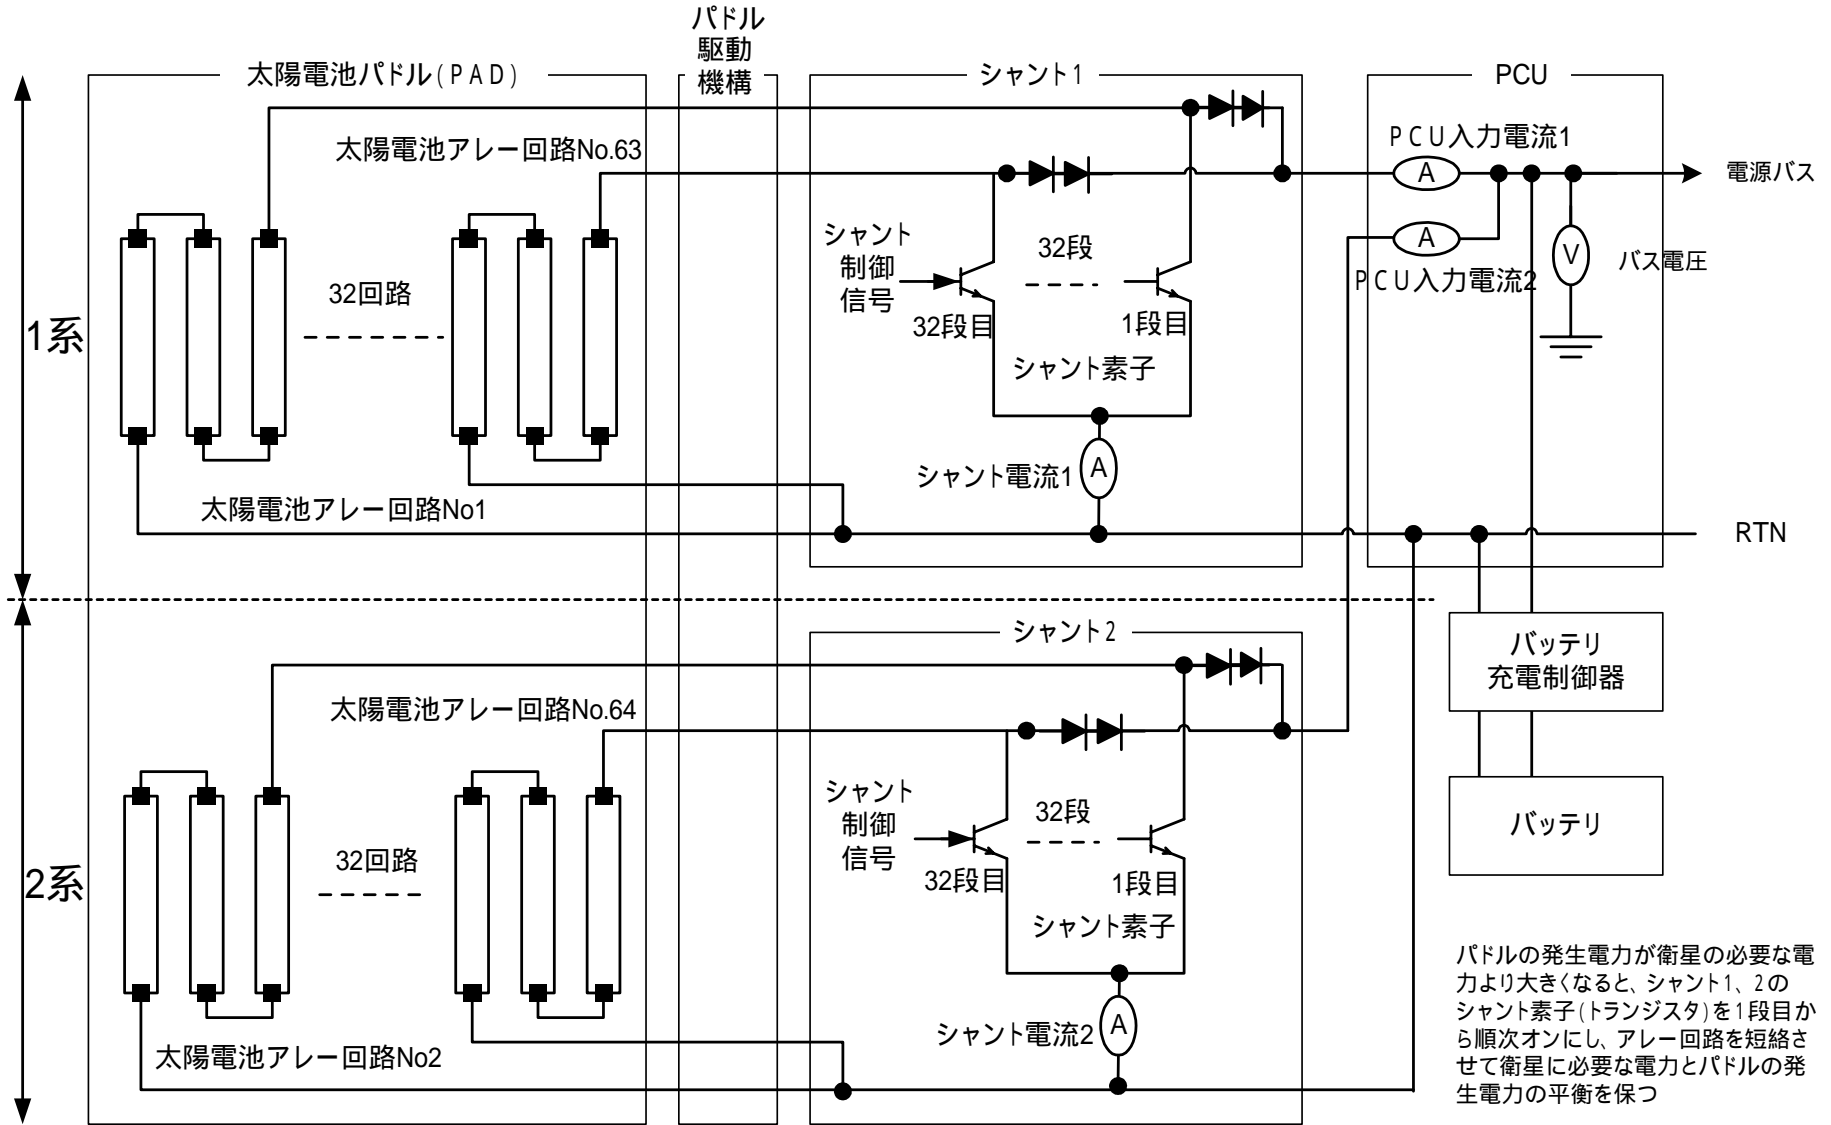 パドル
駆動
機構
太陽電池パドル(PAD)
シャント1
PCU
太陽電池アレー回路No.63
PCU入力電流1
A
電源バス
シャント
制御
信号
32段
A
V
バス電圧
PCU入力電流2
32回路
32段目
1段目
1系
シャント素子
シャント電流1
A
太陽電池アレー回路No1
RTN
シャント2
バッテリ
充電制御器
太陽電池アレー回路No.64
シャント
制御
信号
32段
バッテリ
32回路
32段目
1段目
2系
シャント素子
シャント電流2
A
太陽電池アレー回路No2
パドルの発生電力が衛星の必要な電
力より大きくなると、シャント1、2の
シャント素子(トランジスタ)を1段目か
ら順次オンにし、アレー回路を短絡さ
せて衛星に必要な電力とパドルの発
生電力の平衡を保つ